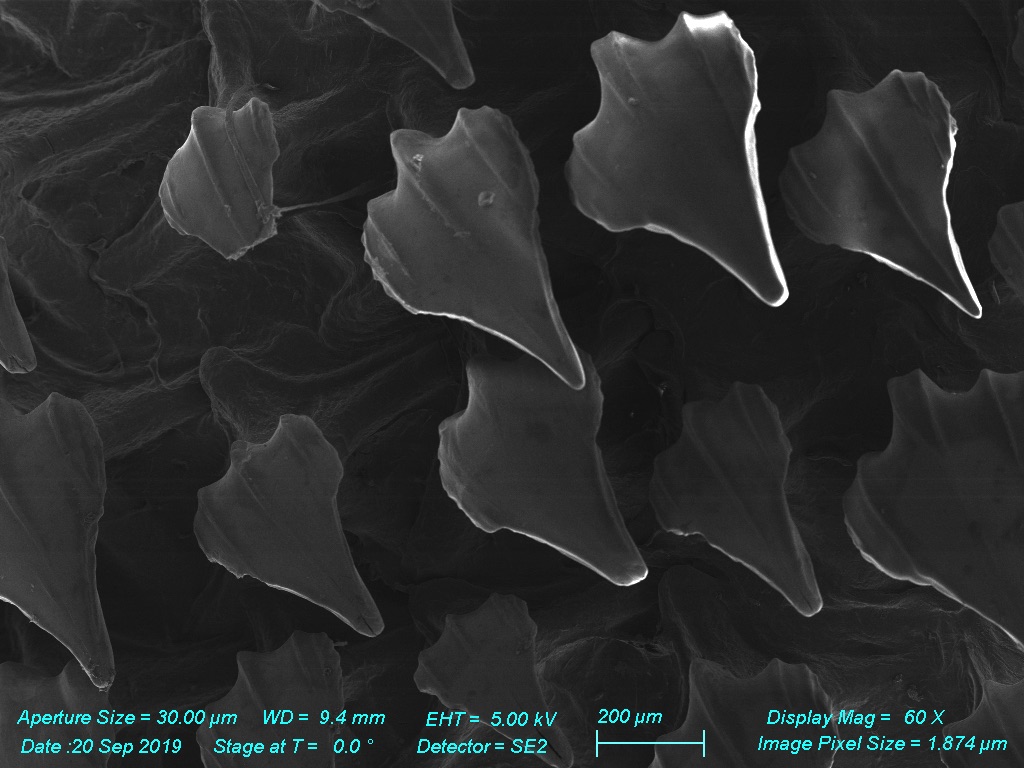 Aperture Size = 30.00 µm WD = 9.4 mm EHT = 5.00 kV 200 µm Display Mag = 60 X
Date :20 Sep 2019 Stage at T = 0.0 ° Detector = SE2 Image Pixel Size = 1.874 µm